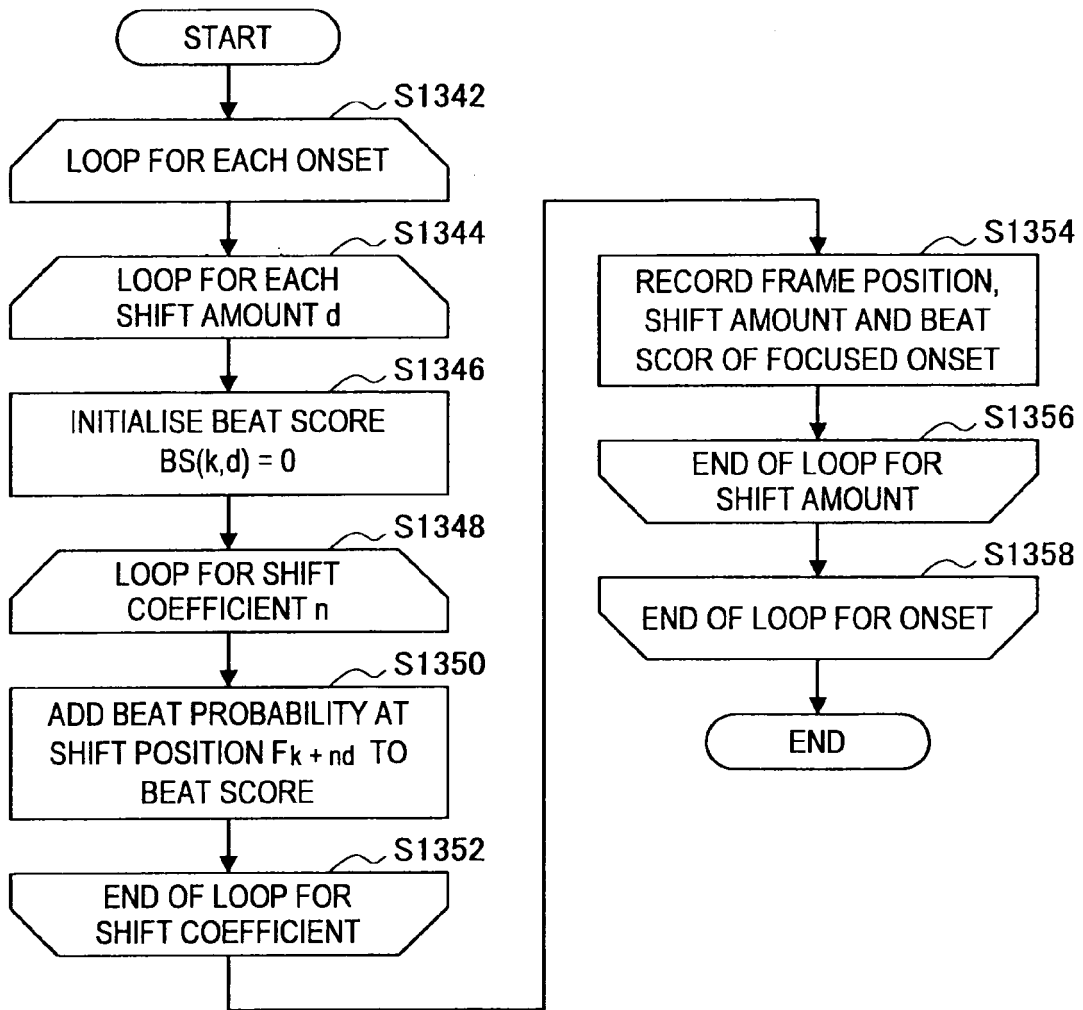 START
S1342
LOOP FOR EACH ONSET
S1344
LOOP FOR EACH
SHIFT AMOUNT d
S1346
INITIALISE BEAT SCORE
BS(k,d) = 0
S1348
LOOP FOR SHIFT
COEFFICIENT n
S1350
ADD BEAT PROBABILITY AT
SHIFT POSITION Fk + nd TO
BEAT SCORE
S1352
END OF LOOP FOR
SHIFT COEFFICIENT
S1354
RECORD FRAME POSITION,
SHIFT AMOUNT AND BEAT
SCOR OF FOCUSED ONSET
S1356
END OF LOOP FOR
SHIFT AMOUNT
S1358
END OF LOOP FOR ONSET
END